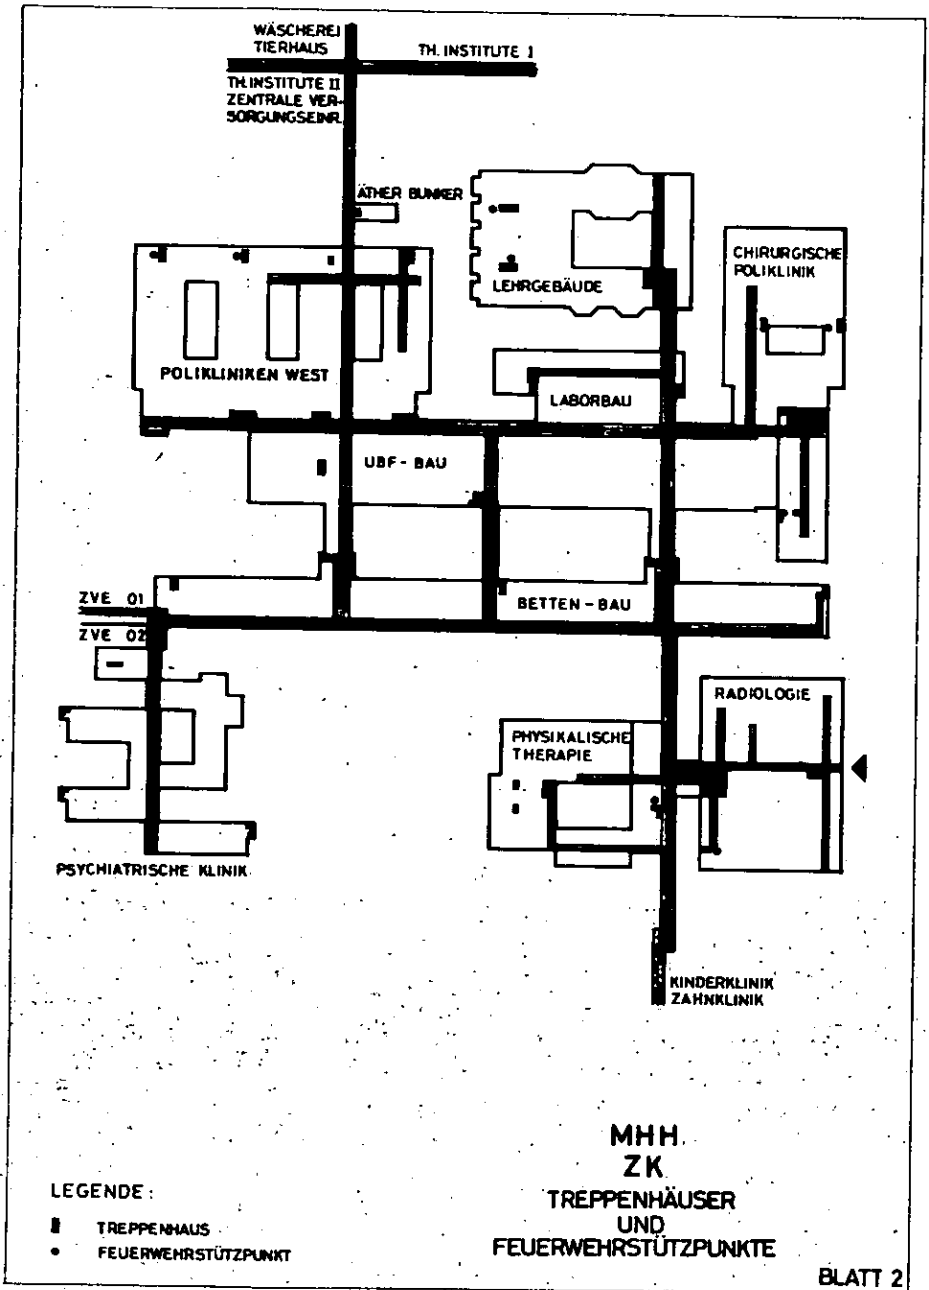 WÄSCHEREI
TIERHAUS
TH. INSTITUTE I
TH.INSTITUTE II
ZENTRALE VER-
SORGUNGSEINR.
ÄTHER BUNKER
LEHRGEBÄUDE
CHIRURGISCHE
POLIKLINIK
POLIKLINIKEN WEST
LABORBAU
UBF-BAU
ZVE 01
ZVE 02
BETTEN-BAU
RADIOLOGIE
PHYSIKALISCHE
THERAPIE
PSYCHIATRISCHE KLINIK
KINDERKLINIK
ZAHNKLINIK
MHH
ZK
TREPPENHÄUSER
UND
FEUERWEHRSTÜTZPUNKTE
LEGENDE:
TREPPENHAUS
FEUERWEHRSTÜTZPUNKT
BLATT 2